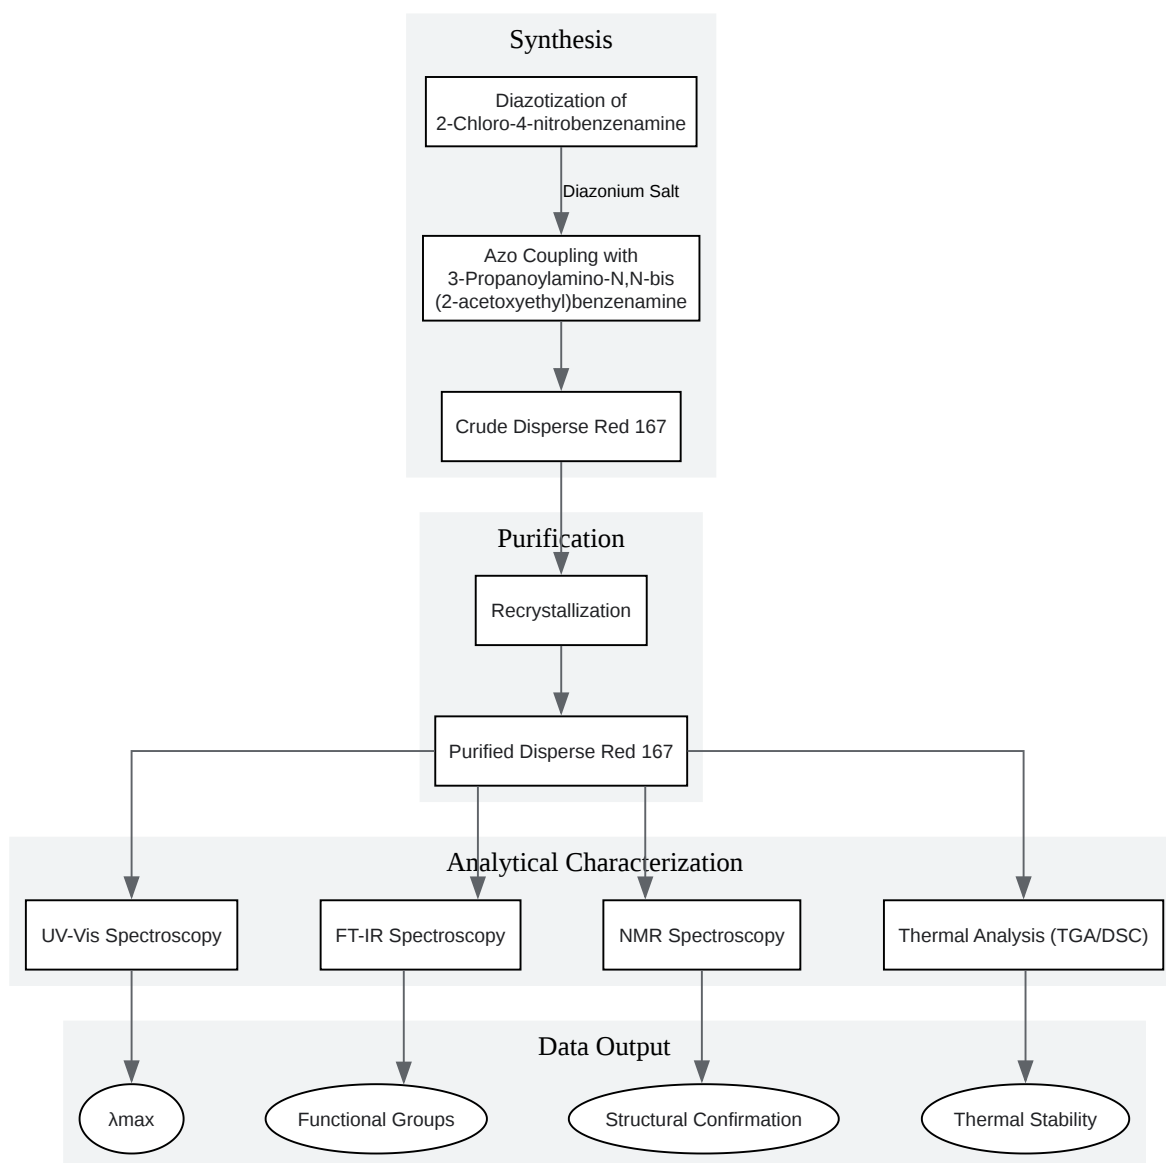 Synthesis
Diazotization of
2-Chloro-4-nitrobenzenamine
Diazonium Salt
Azo Coupling with
3-Propanoylamino-N,N-bis
(2-acetoxyethyl)benzenamine
Crude Disperse Red 167
Purification
Recrystallization
Purified Disperse Red 167
Analytical Characterization
UV-Vis Spectroscopy
FT-IR Spectroscopy
NMR Spectroscopy
Thermal Analysis (TGA/DSC)
Data Output
λmax
Functional Groups
Structural Confirmation
Thermal Stability